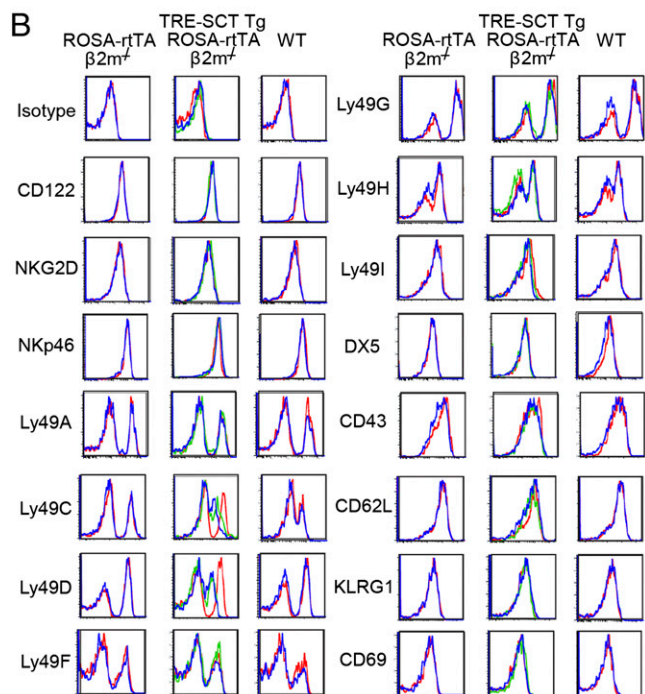 B
TRE-SCT Tg
ROSA-rtTA ROSA-rtTA WT
β2m-/- β2m-/-
TRE-SCT Tg
ROSA-rtTA ROSA-rtTA WT
β2m-/- β2m-/-
Isotype
CD122
NKG2D
NKp46
Ly49A
Ly49C
Ly49D
Ly49F
Ly49G
Ly49H
Ly49I
DX5
CD43
CD62L
KLRG1
CD69